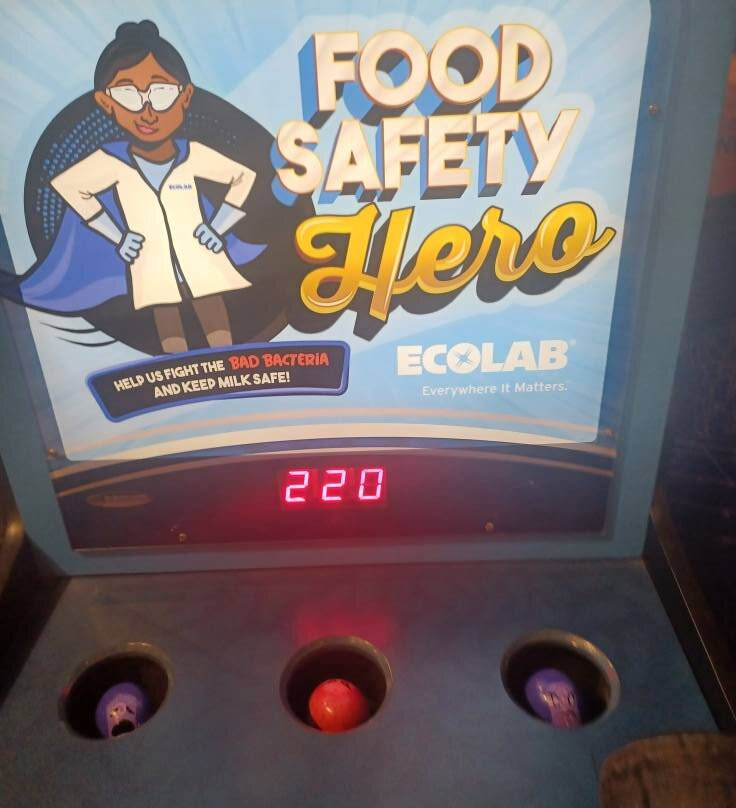 FOOD
SAFETY
Hero
ECOLAB
HELP US FIGHT THE BAD BACTERIA
AND KEEP MILK SAFE!
ECOLAB®
Everywhere It Matters.
220